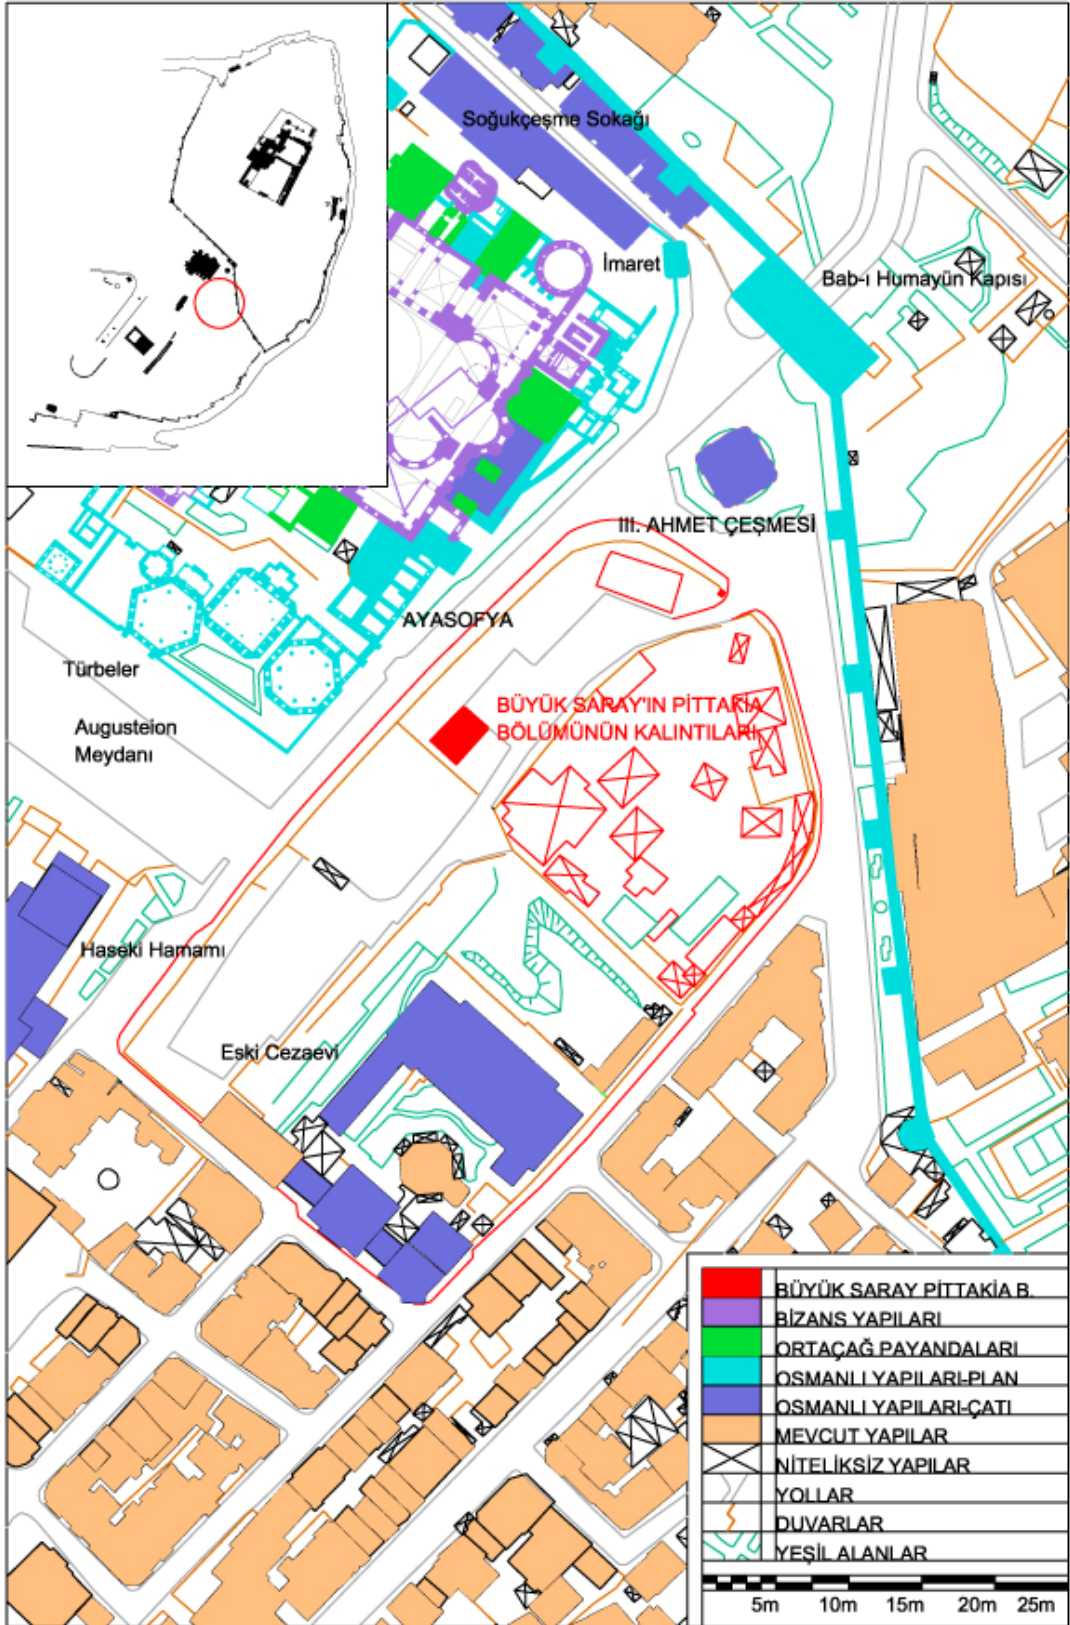 Soğukçeşme Sokağı
İmaret
Bab-ı Humayün Kapısı
III. AHMET ÇEŞMESİ
AYASOFYA
Türbeler
BÜYÜK SARAY'IN PİTTAKİA
BÖLÜMÜNÜN KALINTILARI
Augusteion
Meydanı
Haseki Hamamı
Eski Cezaevi
BÜYÜK SARAY PİTTAKİA B.
BİZANS YAPILARI
ORTAÇAĞ PAYANDALARI
OSMANLI YAPILARI-PLAN
OSMANLI YAPILARI-ÇATI
MEVCUT YAPILAR
NİTELİKSİZ YAPILAR
YOLLAR
DUVARLAR
YEŞİL ALANLAR
5m 10m 15m 20m 25m